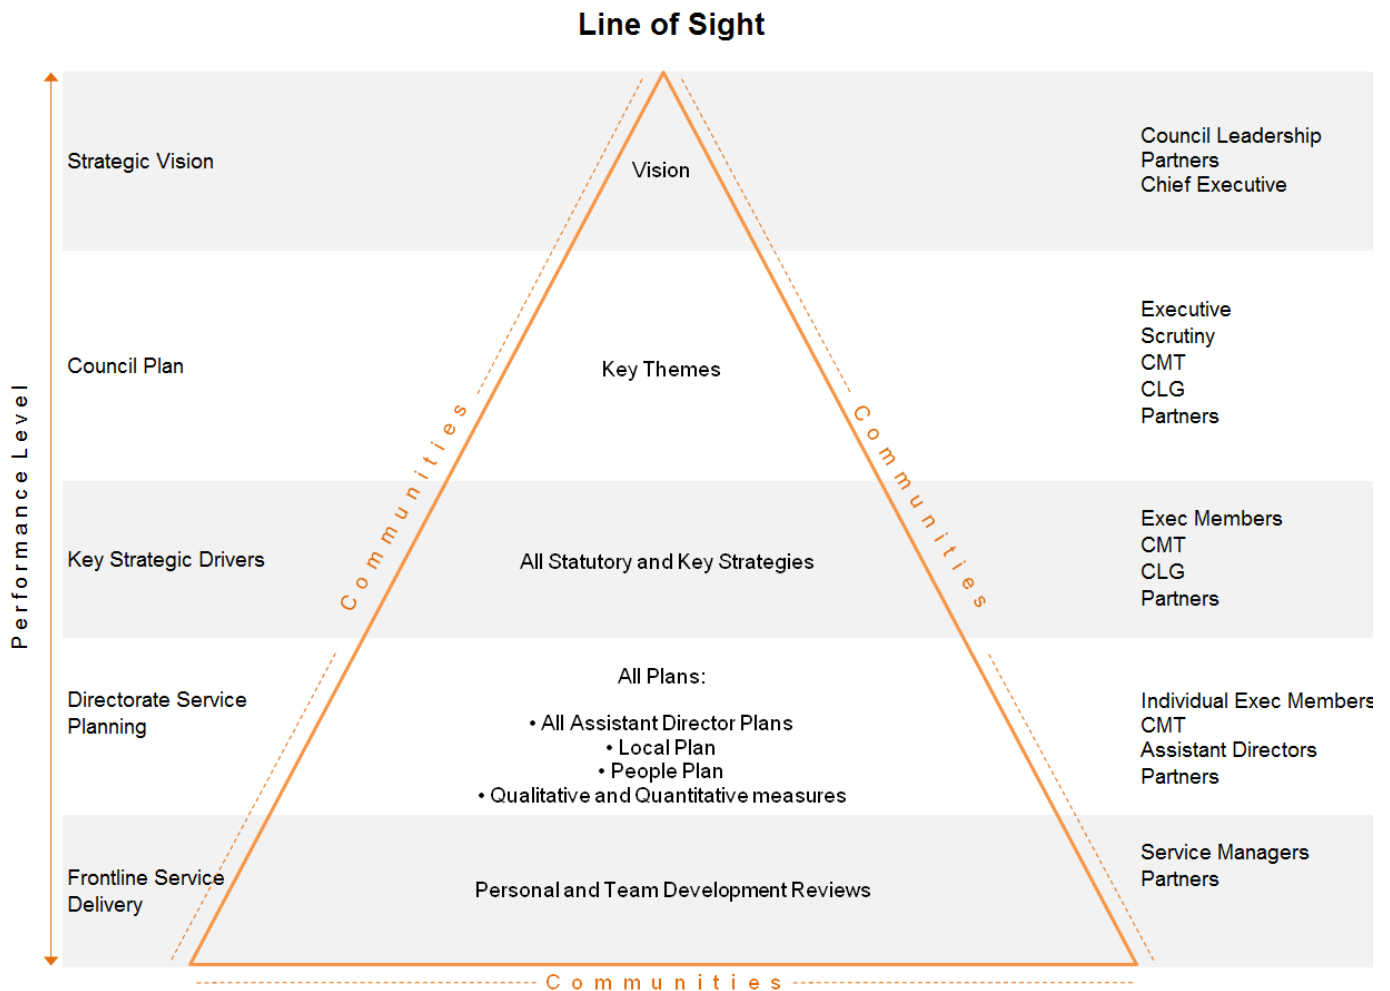 Line of Sight
Performance Level
Strategic Vision
Vision
Council Leadership
Partners
Chief Executive
Council Plan
Key Themes
Executive
Scrutiny
CMT
CLG
Partners
Communities
Communities
Key Strategic Drivers
All Statutory and Key Strategies
Exec Members
CMT
CLG
Partners
Directorate Service
Planning
All Plans:
• All Assistant Director Plans
• Local Plan
• People Plan
• Qualitative and Quantitative measures
Individual Exec Members
CMT
Assistant Directors
Partners
Frontline Service
Delivery
Personal and Team Development Reviews
Service Managers
Partners
Communities